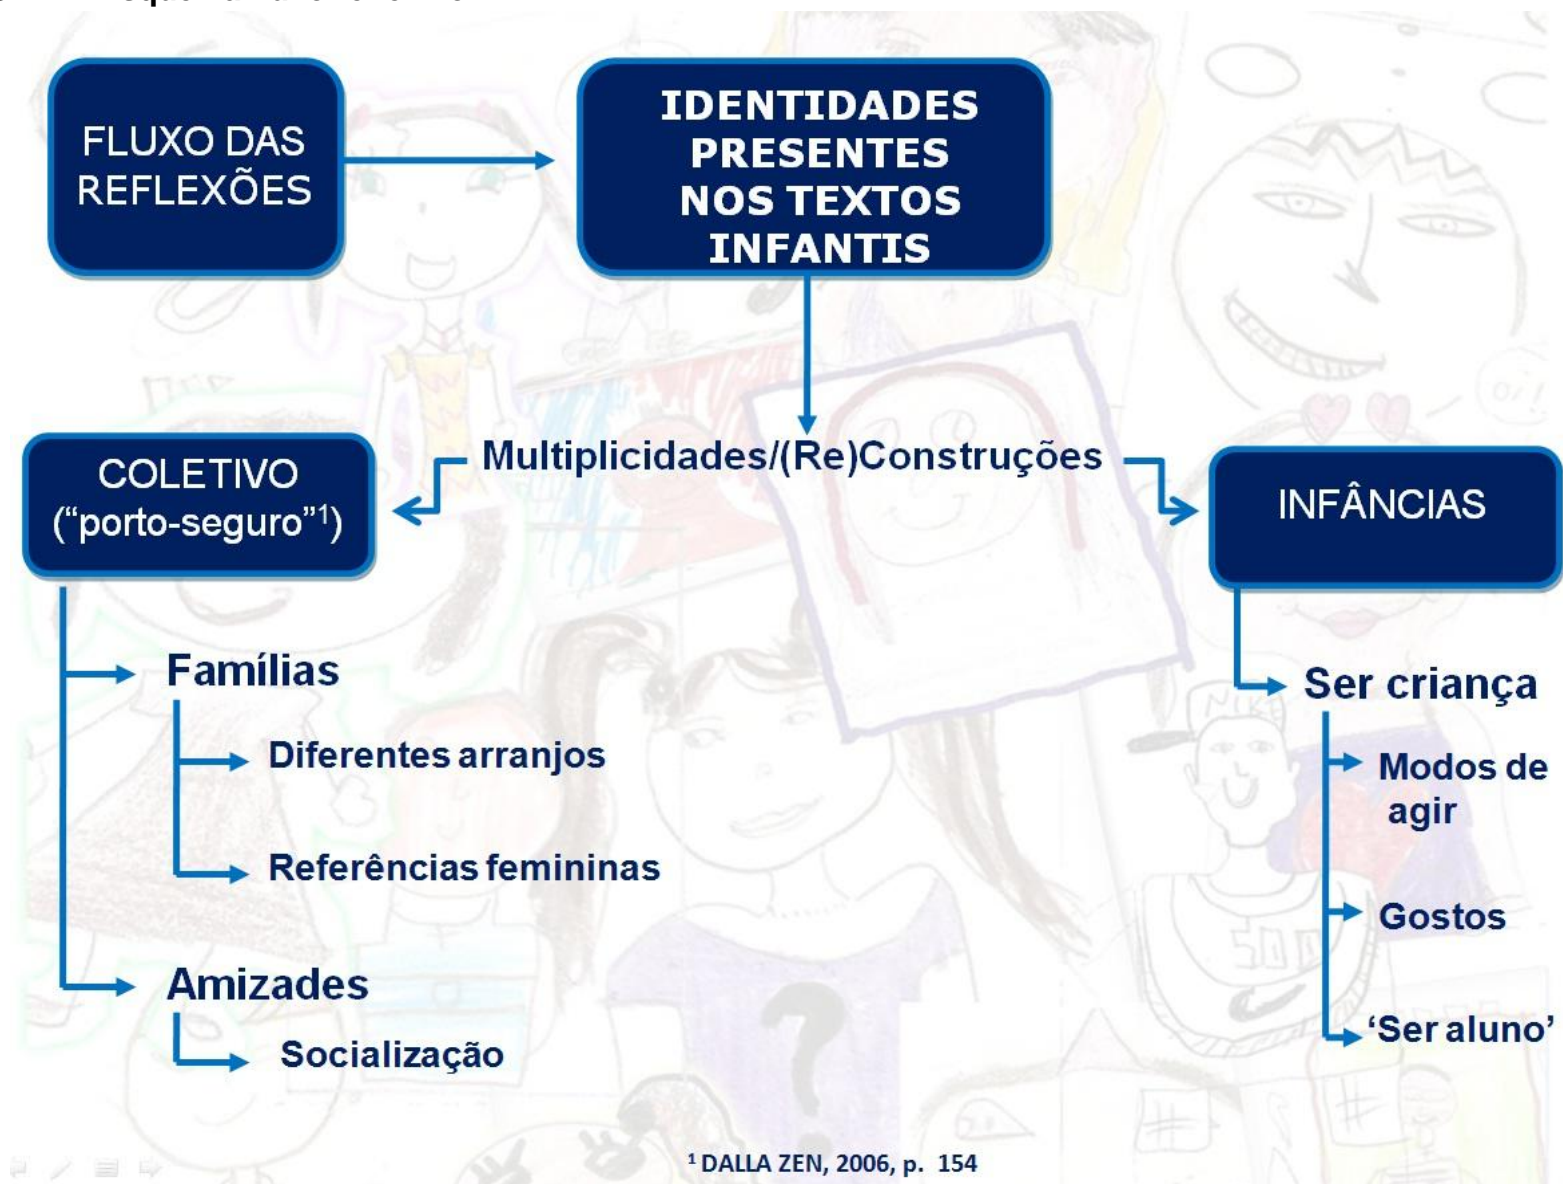 FLUXO DAS
REFLEXÕES
IDENTIDADES
PRESENTES
NOS TEXTOS
INFANTIS
Multiplicidades/(Re)Construções
COLETIVO
(“porto-seguro”¹)
INFÂNCIAS
Famílias
Diferentes arranjos
Referências femininas
Amizades
Socialização
Ser criança
Modos de
agir
Gostos
‘Ser aluno’
¹ DALLA ZEN, 2006, p. 154